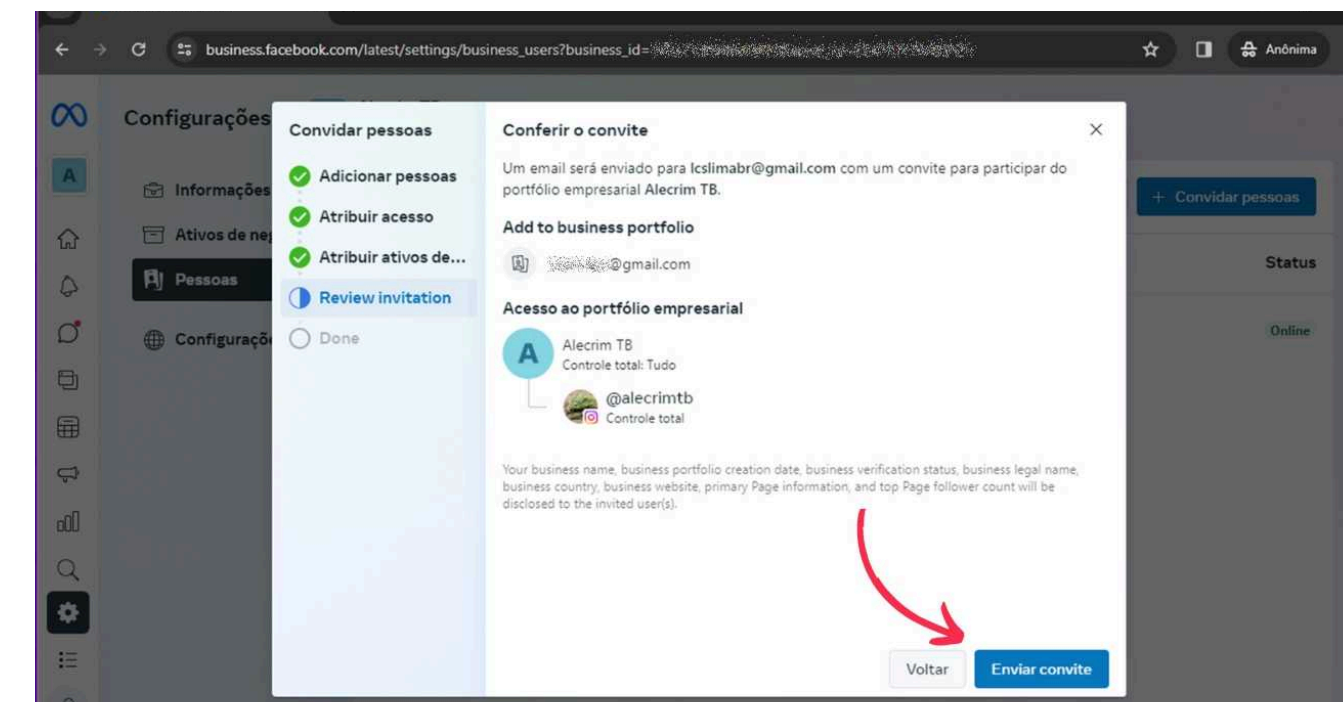 business.facebook.com/latest/settings/business_users?business_id=
Anônima
Configurações
A
Informações
Ativos de neg
Pessoas
Configuraçõe
+ Convidar pessoas
Status
Online
Convidar pessoas
Adicionar pessoas
Atribuir acesso
Atribuir ativos de...
Review invitation
Done
Conferir o convite
Um email será enviado para lcslimabr@gmail.com com um convite para participar do
portfólio empresarial Alecrim TB.
Add to business portfolio
@gmail.com
Acesso ao portfólio empresarial
A
Alecrim TB
Controle total: Tudo
@alecrimtb
Controle total
Your business name, business portfolio creation date, business verification status, business legal name,
business country, business website, primary Page information, and top Page follower count will be
disclosed to the invited user(s).
Voltar
Enviar convite